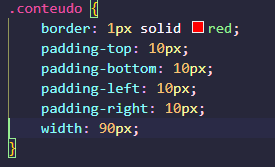 .conteudo {
border: 1px solid red;
padding-top: 10px;
padding-bottom: 10px;
padding-left: 10px;
padding-right: 10px;
width: 90px;
}